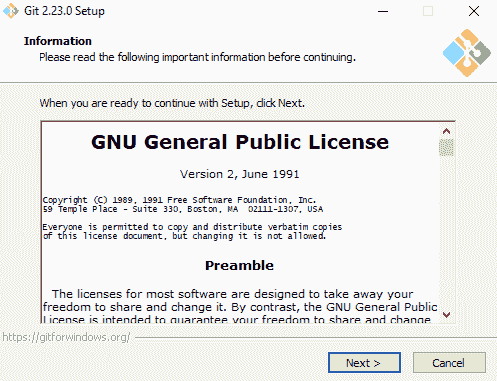 Git 2.23.0 Setup
Information
Please read the following important information before continuing.
When you are ready to continue with Setup, click Next.
GNU General Public License
Version 2, June 1991
Copyright (C) 1989, 1991 Free Software Foundation, Inc.
59 Temple Place - Suite 330, Boston, MA  02111-1307, USA
Everyone is permitted to copy and distribute verbatim copies
of this license document, but changing it is not allowed.
Preamble
The licenses for most software are designed to take away your
freedom to share and change it. By contrast, the GNU General Public
License is intended to guarantee your freedom to share and change
https://gitforwindows.org/
Next >
Cancel